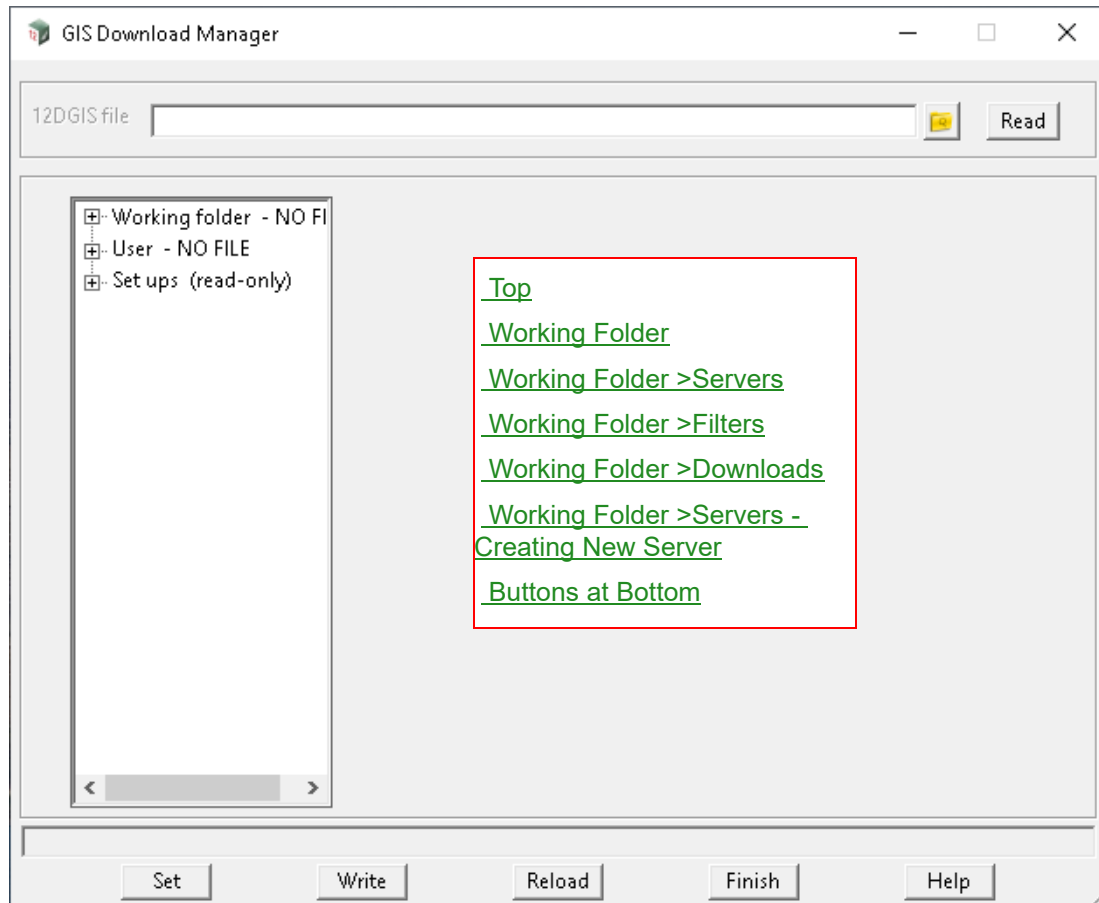 GIS Download Manager
12DGIS file
Read
Working folder - NO FI
User - NO FILE
Set ups (read-only)
Top
Working Folder
Working Folder >Servers
Working Folder >Filters
Working Folder >Downloads
Working Folder >Servers -
Creating New Server
Buttons at Bottom
Set Write Reload Finish Help